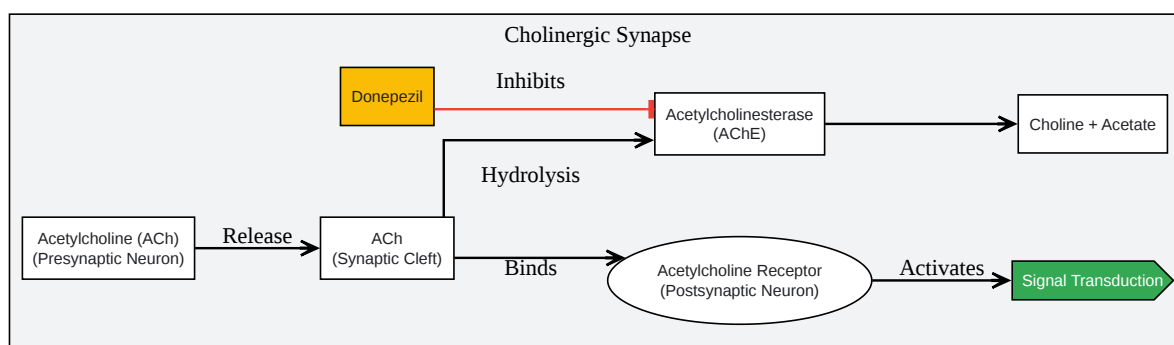 Cholinergic Synapse
Donepezil
Inhibits
Acetylcholinesterase
(AChE)
Choline + Acetate
Hydrolysis
Acetylcholine (ACh)
(Presynaptic Neuron)
Release
ACh
(Synaptic Cleft)
Binds
Acetylcholine Receptor
(Postsynaptic Neuron)
Activates
Signal Transduction